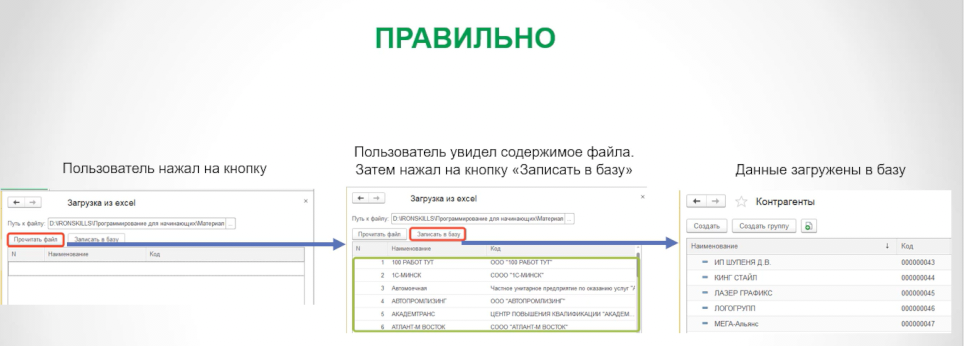 ПРАВИЛЬНО
Пользователь нажал на кнопку
Загрузка из excel
×
Путь к файлу: D:\IRONSKILLS\Программирование для начинающих\Материал ...
Прочитать файл Записать в базу
N Наименование Код
Пользователь увидел содержимое файла.
Затем нажал на кнопку «Записать в базу»
Загрузка из excel
×
Путь к файлу: D:\IRONSKILLS\Программирование для начинающих\Материал ...
Прочитать файл Записать в базу
N Наименование Код
1 100 РАБОТ ТУТ ООО "100 РАБОТ ТУТ"
2 1С-МИНСК СООО "1С-МИНСК"
3 Автомоечная Частное унитарное предприятие по оказанию услуг "А
4 АВТОПРОМЛИЗИНГ ООО "АВТОПРОМЛИЗИНГ"
5 АКАДЕМТРАНС ЦЕНТР ПОВЫШЕНИЯ КВАЛИФИКАЦИИ "АКАДЕМ...
6 АТЛАНТ-М ВОСТОК СООО "АТЛАНТ-М ВОСТОК"
Данные загружены в базу
Контрагенты
Создать Создать группу
Наименование ↓ Код
ИП ШУПЕНЯ Д.В. 000000043
КИНГ СТАЙЛ 000000044
ЛАЗЕР ГРАФИКС 000000045
ЛОГОГРУПП 000000046
МЕГА-Альянс 000000047